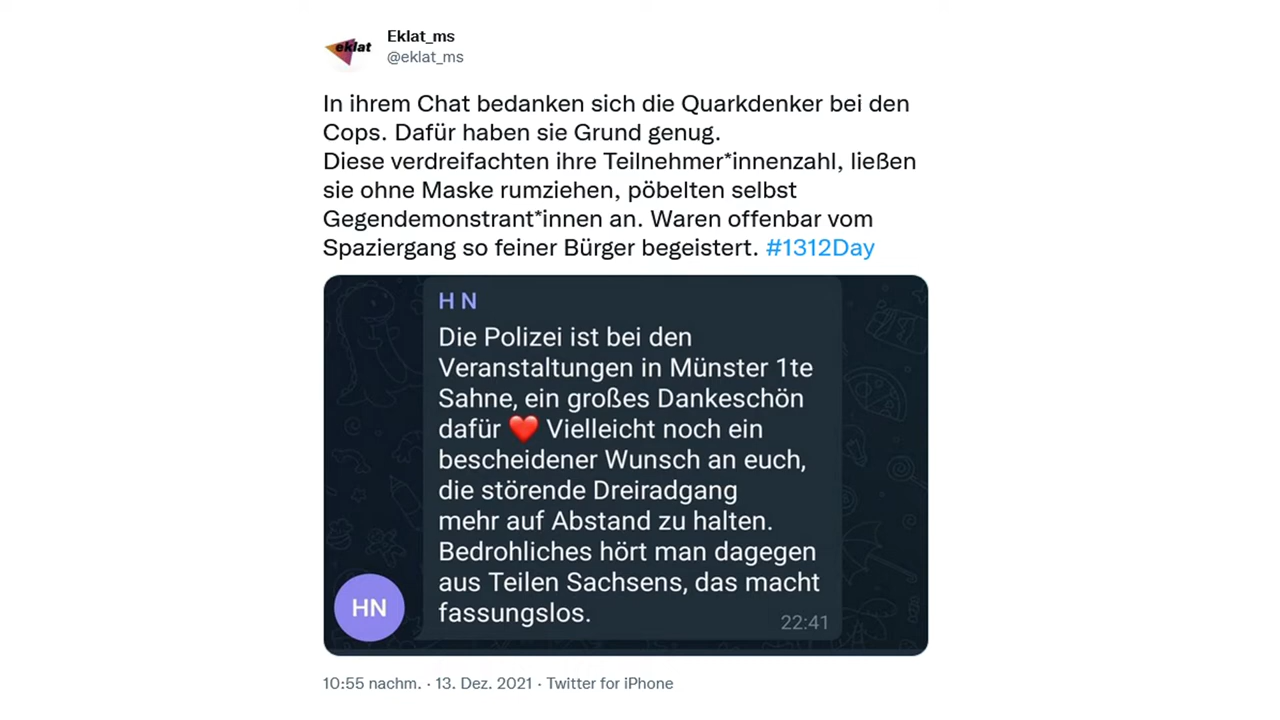 eklat
Eklat_ms
@eklat_ms
In ihrem Chat bedanken sich die Quarkdenker bei den
Cops. Dafür haben sie Grund genug.
Diese verdreifachten ihre Teilnehmer*innenzahl, ließen
sie ohne Maske rumziehen, pöbelten selbst
Gegendemonstrant*innen an. Waren offenbar vom
Spaziergang so feiner Bürger begeistert. #1312Day
H N
Die Polizei ist bei den
Veranstaltungen in Münster 1te
Sahne, ein großes Dankeschön
dafür ❤️ Vielleicht noch ein
bescheidener Wunsch an euch,
die störende Dreiradgang
mehr auf Abstand zu halten.
Bedrohliches hört man dagegen
aus Teilen Sachsens, das macht
fassungslos.
22:41
HN
10:55 nachm. · 13. Dez. 2021 · Twitter for iPhone